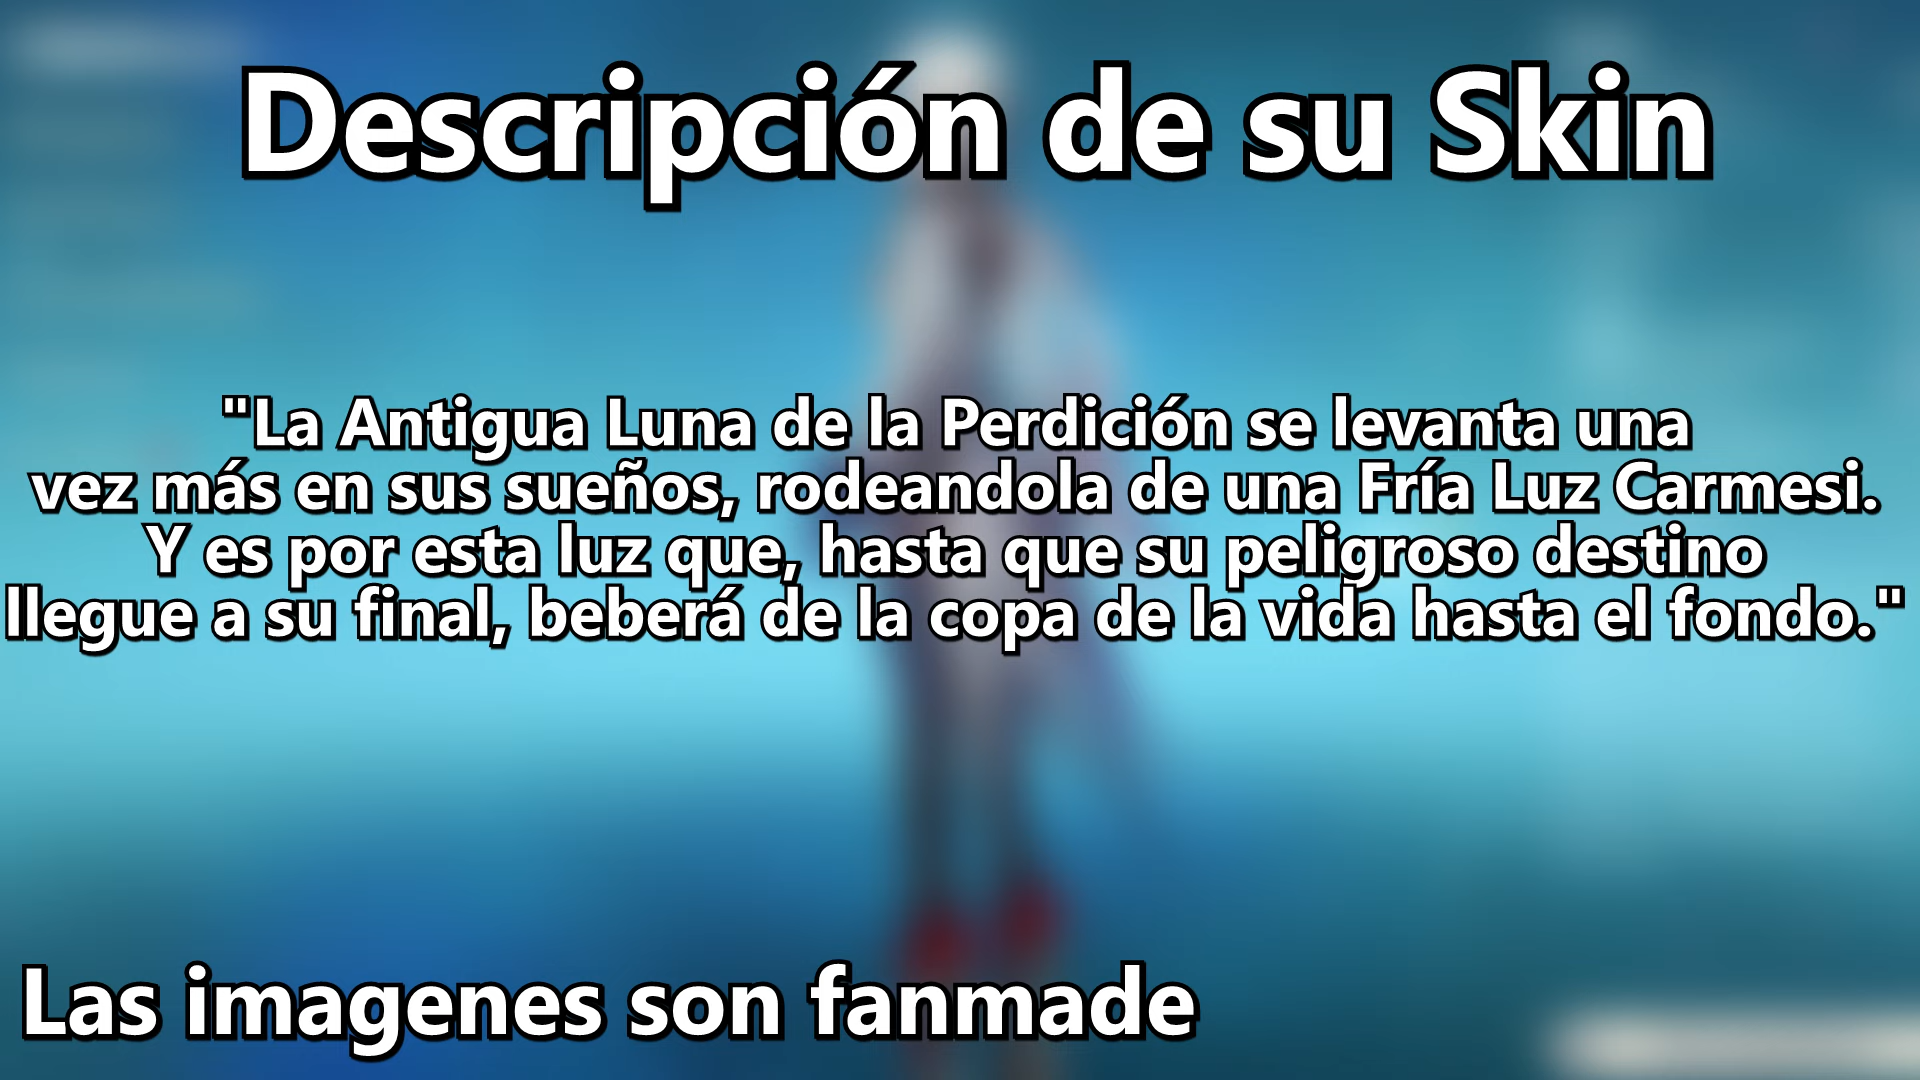 Descripción de su Skin
"La Antigua Luna de la Perdición se levanta una
vez más en sus sueños, rodeandola de una Fría Luz Carmesi.
Y es por esta luz que, hasta que su peligroso destino
llegue a su final, beberá de la copa de la vida hasta el fondo."
Las imagenes son fanmade